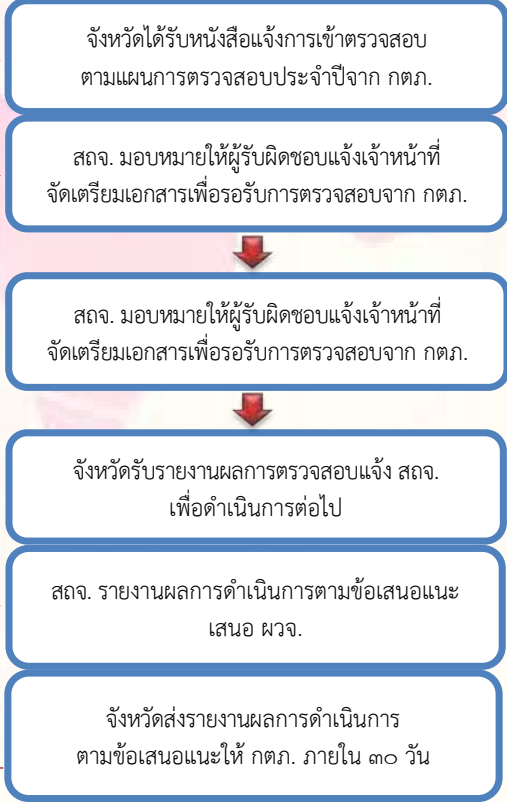 จังหวัดได้รับหนังสือแจ้งการเข้าตรวจสอบ
ตามแผนการตรวจสอบประจำปีจาก กตภ.
สถจ. มอบหมายให้ผู้รับผิดชอบแจ้งเจ้าหน้าที่
จัดเตรียมเอกสารเพื่อรอรับการตรวจสอบจาก กตภ.
สถจ. มอบหมายให้ผู้รับผิดชอบแจ้งเจ้าหน้าที่
จัดเตรียมเอกสารเพื่อรอรับการตรวจสอบจาก กตภ.
จังหวัดรับรายงานผลการตรวจสอบแจ้ง สถจ.
เพื่อดำเนินการต่อไป
สถจ. รายงานผลการดำเนินการตามข้อเสนอแนะ
เสนอ ผวจ.
จังหวัดส่งรายงานผลการดำเนินการ
ตามข้อเสนอแนะให้ กตภ. ภายใน ๓๐ วัน